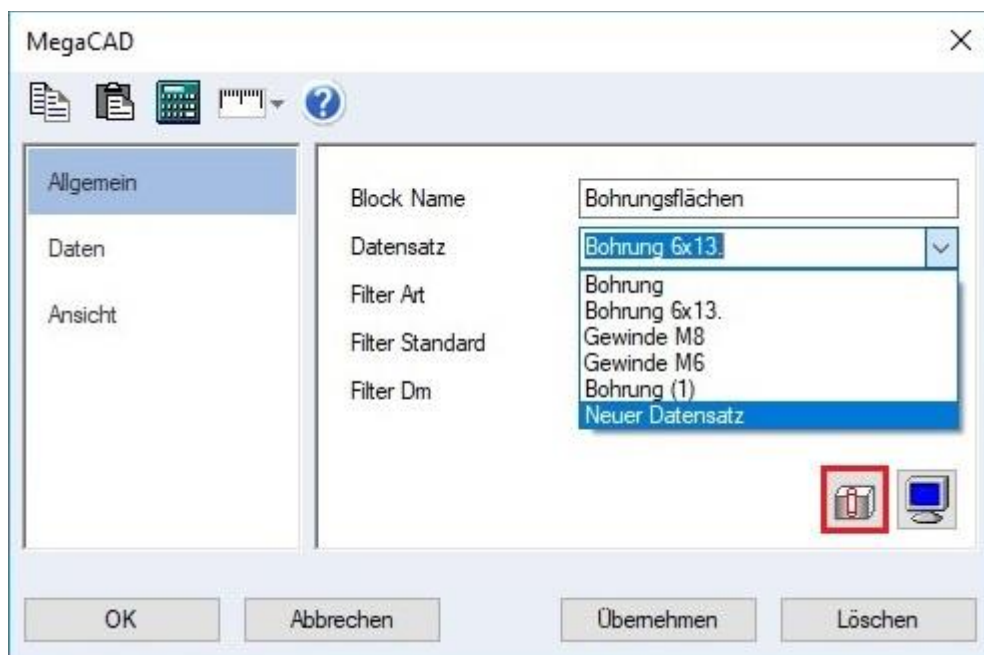 MegaCAD
Allgemein
Daten
Ansicht
Block Name
Bohrungsflächen
Datensatz
Bohrung 6x13.
Filter Art
Filter Standard
Filter Dm
Bohrung
Bohrung 6x13.
Gewinde M8
Gewinde M6
Bohrung (1)
Neuer Datensatz
OK
Abbrechen
Übernehmen
Löschen